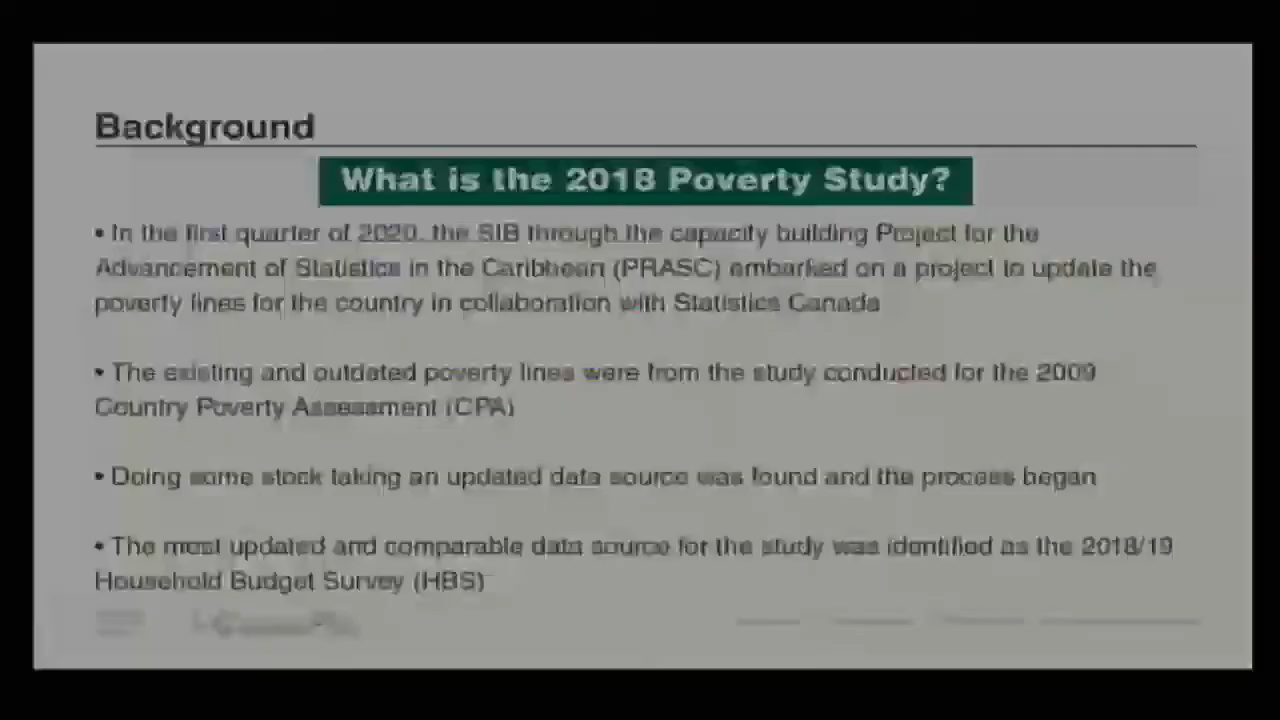 Background
What is the 2018 Poverty Study?
• In the first quarter of 2020, the SIB through the capacity building Project for the
Advancement of Statistics in the Caribbean (PRASC) embarked on a project to update the
poverty lines for the country in collaboration with Statistics Canada
• The existing and outdated poverty lines were from the study conducted for the 2009
Country Poverty Assessment (CPA)
• Doing some stock taking an updated data source was found and the process began
• The most updated and comparable data source for the study was identified as the 2018/19
Household Budget Survey (HBS)